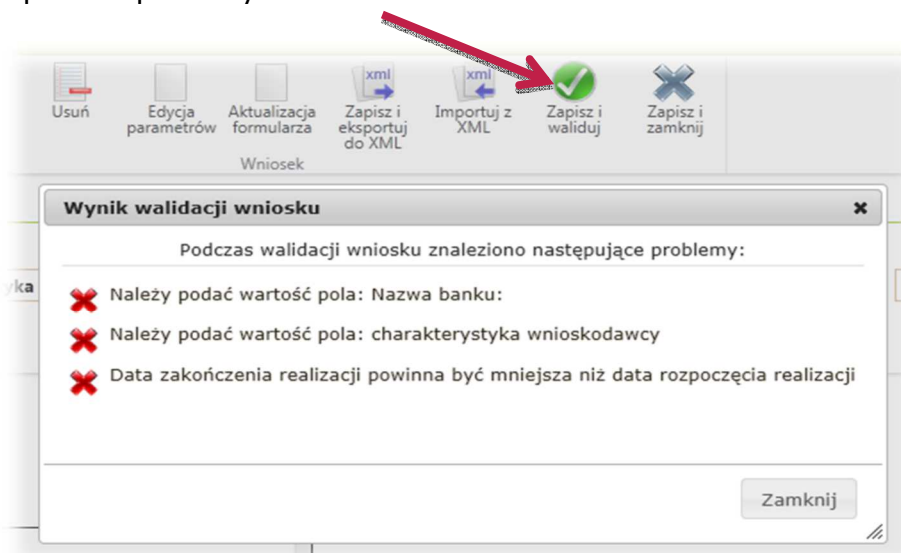 xml
xml
Usuń
Edycja parametrów
Aktualizacja formularza
Zapisz i eksportuj do XML
Importuj z XML
Zapisz i waliduj
Zapisz i zamknij
Wniosek
Wynik walidacji wniosku
Podczas walidacji wniosku znaleziono następujące problemy:
yka
Należy podać wartość pola: Nazwa banku:
Należy podać wartość pola: charakterystyka wnioskodawcy
Data zakończenia realizacji powinna być mniejsza niż data rozpoczęcia realizacji
Zamknij